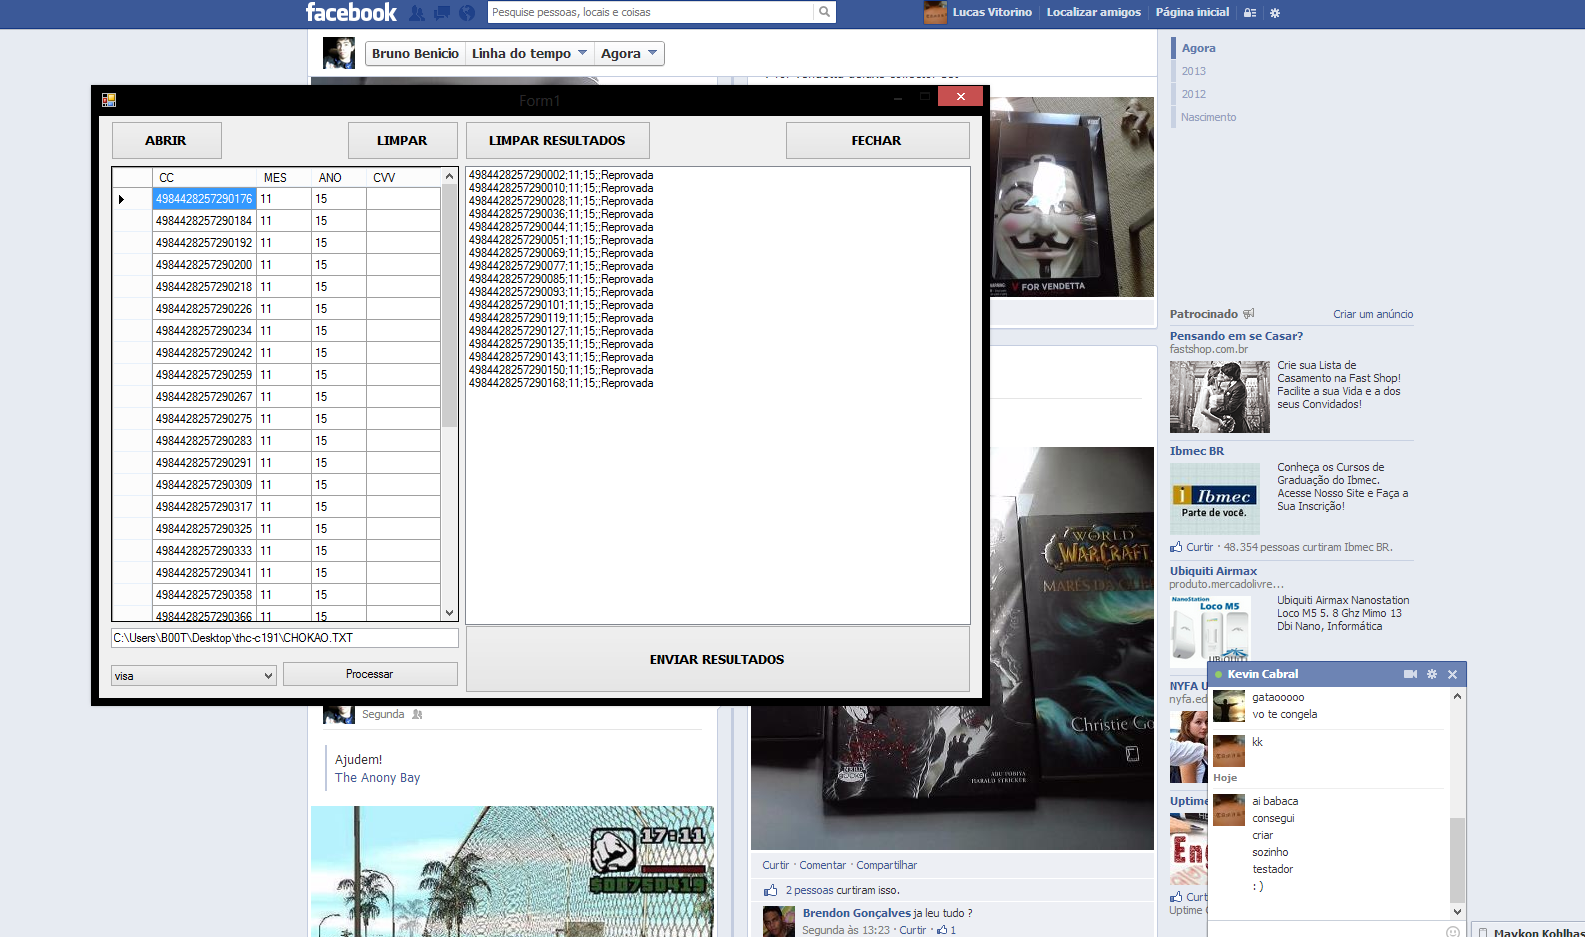 facebook
Pesquise pessoas, locais e coisas
Lucas Vitorino
Localizar amigos
Página inicial
Bruno Benicio
Linha do tempo
Agora
Agora
2013
2012
Nascimento
Form1
ABRIR
LIMPAR
LIMPAR RESULTADOS
FECHAR
CC MES ANO CVV
4984428257290176 11 15
4984428257290184 11 15
4984428257290192 11 15
4984428257290200 11 15
4984428257290218 11 15
4984428257290226 11 15
4984428257290234 11 15
4984428257290242 11 15
4984428257290259 11 15
4984428257290267 11 15
4984428257290275 11 15
4984428257290283 11 15
4984428257290291 11 15
4984428257290309 11 15
4984428257290317 11 15
4984428257290325 11 15
4984428257290333 11 15
4984428257290341 11 15
4984428257290358 11 15
4984428257290366 11 15
C:\Users\B00T\Desktop\thc-c191\CHOKAO.TXT
visa
Processar
4984428257290002;11;15;;Reprovada
4984428257290010;11;15;;Reprovada
4984428257290028;11;15;;Reprovada
4984428257290036;11;15;;Reprovada
4984428257290044;11;15;;Reprovada
4984428257290051;11;15;;Reprovada
4984428257290069;11;15;;Reprovada
4984428257290077;11;15;;Reprovada
4984428257290085;11;15;;Reprovada
4984428257290093;11;15;;Reprovada
4984428257290101;11;15;;Reprovada
4984428257290119;11;15;;Reprovada
4984428257290127;11;15;;Reprovada
4984428257290135;11;15;;Reprovada
4984428257290143;11;15;;Reprovada
4984428257290150;11;15;;Reprovada
4984428257290168;11;15;;Reprovada
ENVIAR RESULTADOS
V FOR VENDETTA
Segunda
Ajudem!
The Anony Bay
17:11
$00750419
WORLD
WARCRAFT
Christie Go
ABU FOBIYA
HARALD STRICKER
Curtir · Comentar · Compartilhar
2 pessoas curtiram isso.
Brendon Gonçalves ja leu tudo ?
Segunda às 13:23 · Curtir · 1
Patrocinado
Criar um anúncio
Pensando em se Casar?
fastshop.com.br
Crie sua Lista de
Casamento na Fast Shop!
Facilite a sua Vida e a dos
seus Convidados!
Ibmec BR
Ibmec
Parte de você.
Conheça os Cursos de
Graduação do Ibmec.
Acesse Nosso Site e Faça a
Sua Inscrição!
Curtir · 48.354 pessoas curtiram Ibmec BR.
Ubiquiti Airmax
produto.mercadolivre...
NanoStation
Loco M5
Ubiquiti Airmax Nanostation
Loco M5 5. 8 Ghz Mimo 13
Dbi Nano, Informática
NYFA U
nyfa.ed
Uptime
Eng
Curt
Uptime
Kevin Cabral
gataooooo
vo te congela
kk
Hoje
ai babaca
consegui
criar
sozinho
testador
: )
Maykon Kohlhas